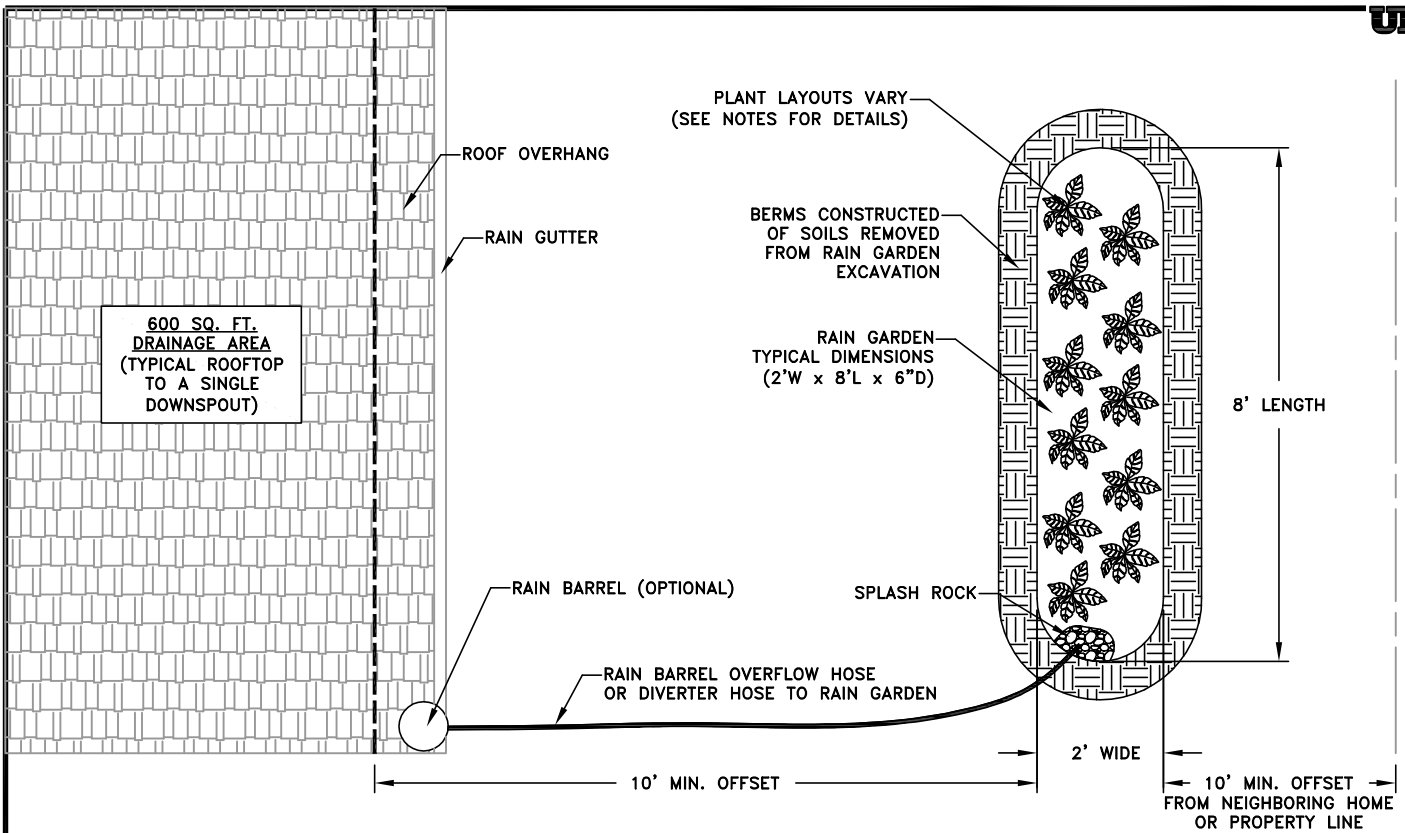 PLANT LAYOUTS VARY
(SEE NOTES FOR DETAILS)
ROOF OVERHANG
BERMS CONSTRUCTED
OF SOILS REMOVED
FROM RAIN GARDEN
EXCAVATION
RAIN GUTTER
600 SQ. FT.
DRAINAGE AREA
(TYPICAL ROOFTOP
TO A SINGLE
DOWNSPOUT)
RAIN GARDEN
TYPICAL DIMENSIONS
(2'W x 8'L x 6"D)
8' LENGTH
RAIN BARREL (OPTIONAL)
SPLASH ROCK
RAIN BARREL OVERFLOW HOSE
OR DIVERTER HOSE TO RAIN GARDEN
2' WIDE
10' MIN. OFFSET
10' MIN. OFFSET
FROM NEIGHBORING HOME
OR PROPERTY LINE